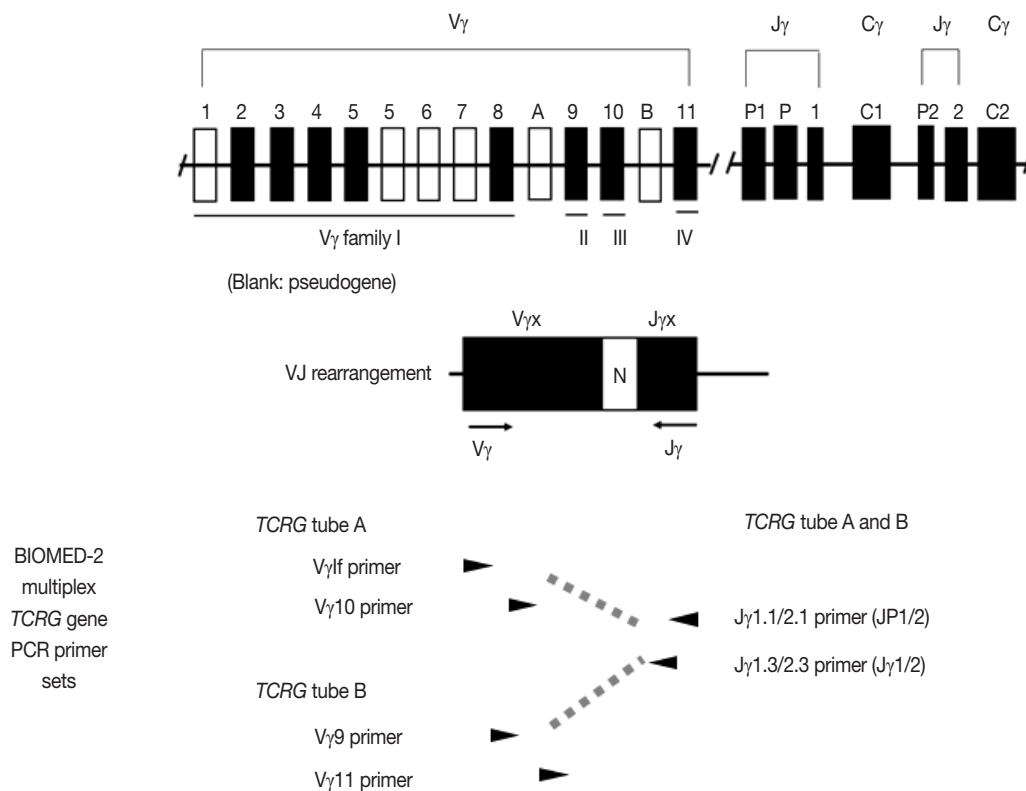 Vγ Jγ Cγ Jγ Cγ
1 2 3 4 5 5 6 7 8 A 9 10 B 11 P1 P 1 C1 P2 2 C2
Vγ family I II III IV
(Blank: pseudogene)
Vγx Jγx
VJ rearrangement N
Vγ Jγ
TCRG tube A
TCRG tube A and B
BIOMED-2
multiplex
TCRG gene
PCR primer
sets
VγIf primer
Vγ10 primer
Jγ1.1/2.1 primer (JP1/2)
Jγ1.3/2.3 primer (Jγ1/2)
TCRG tube B
Vγ9 primer
Vγ11 primer